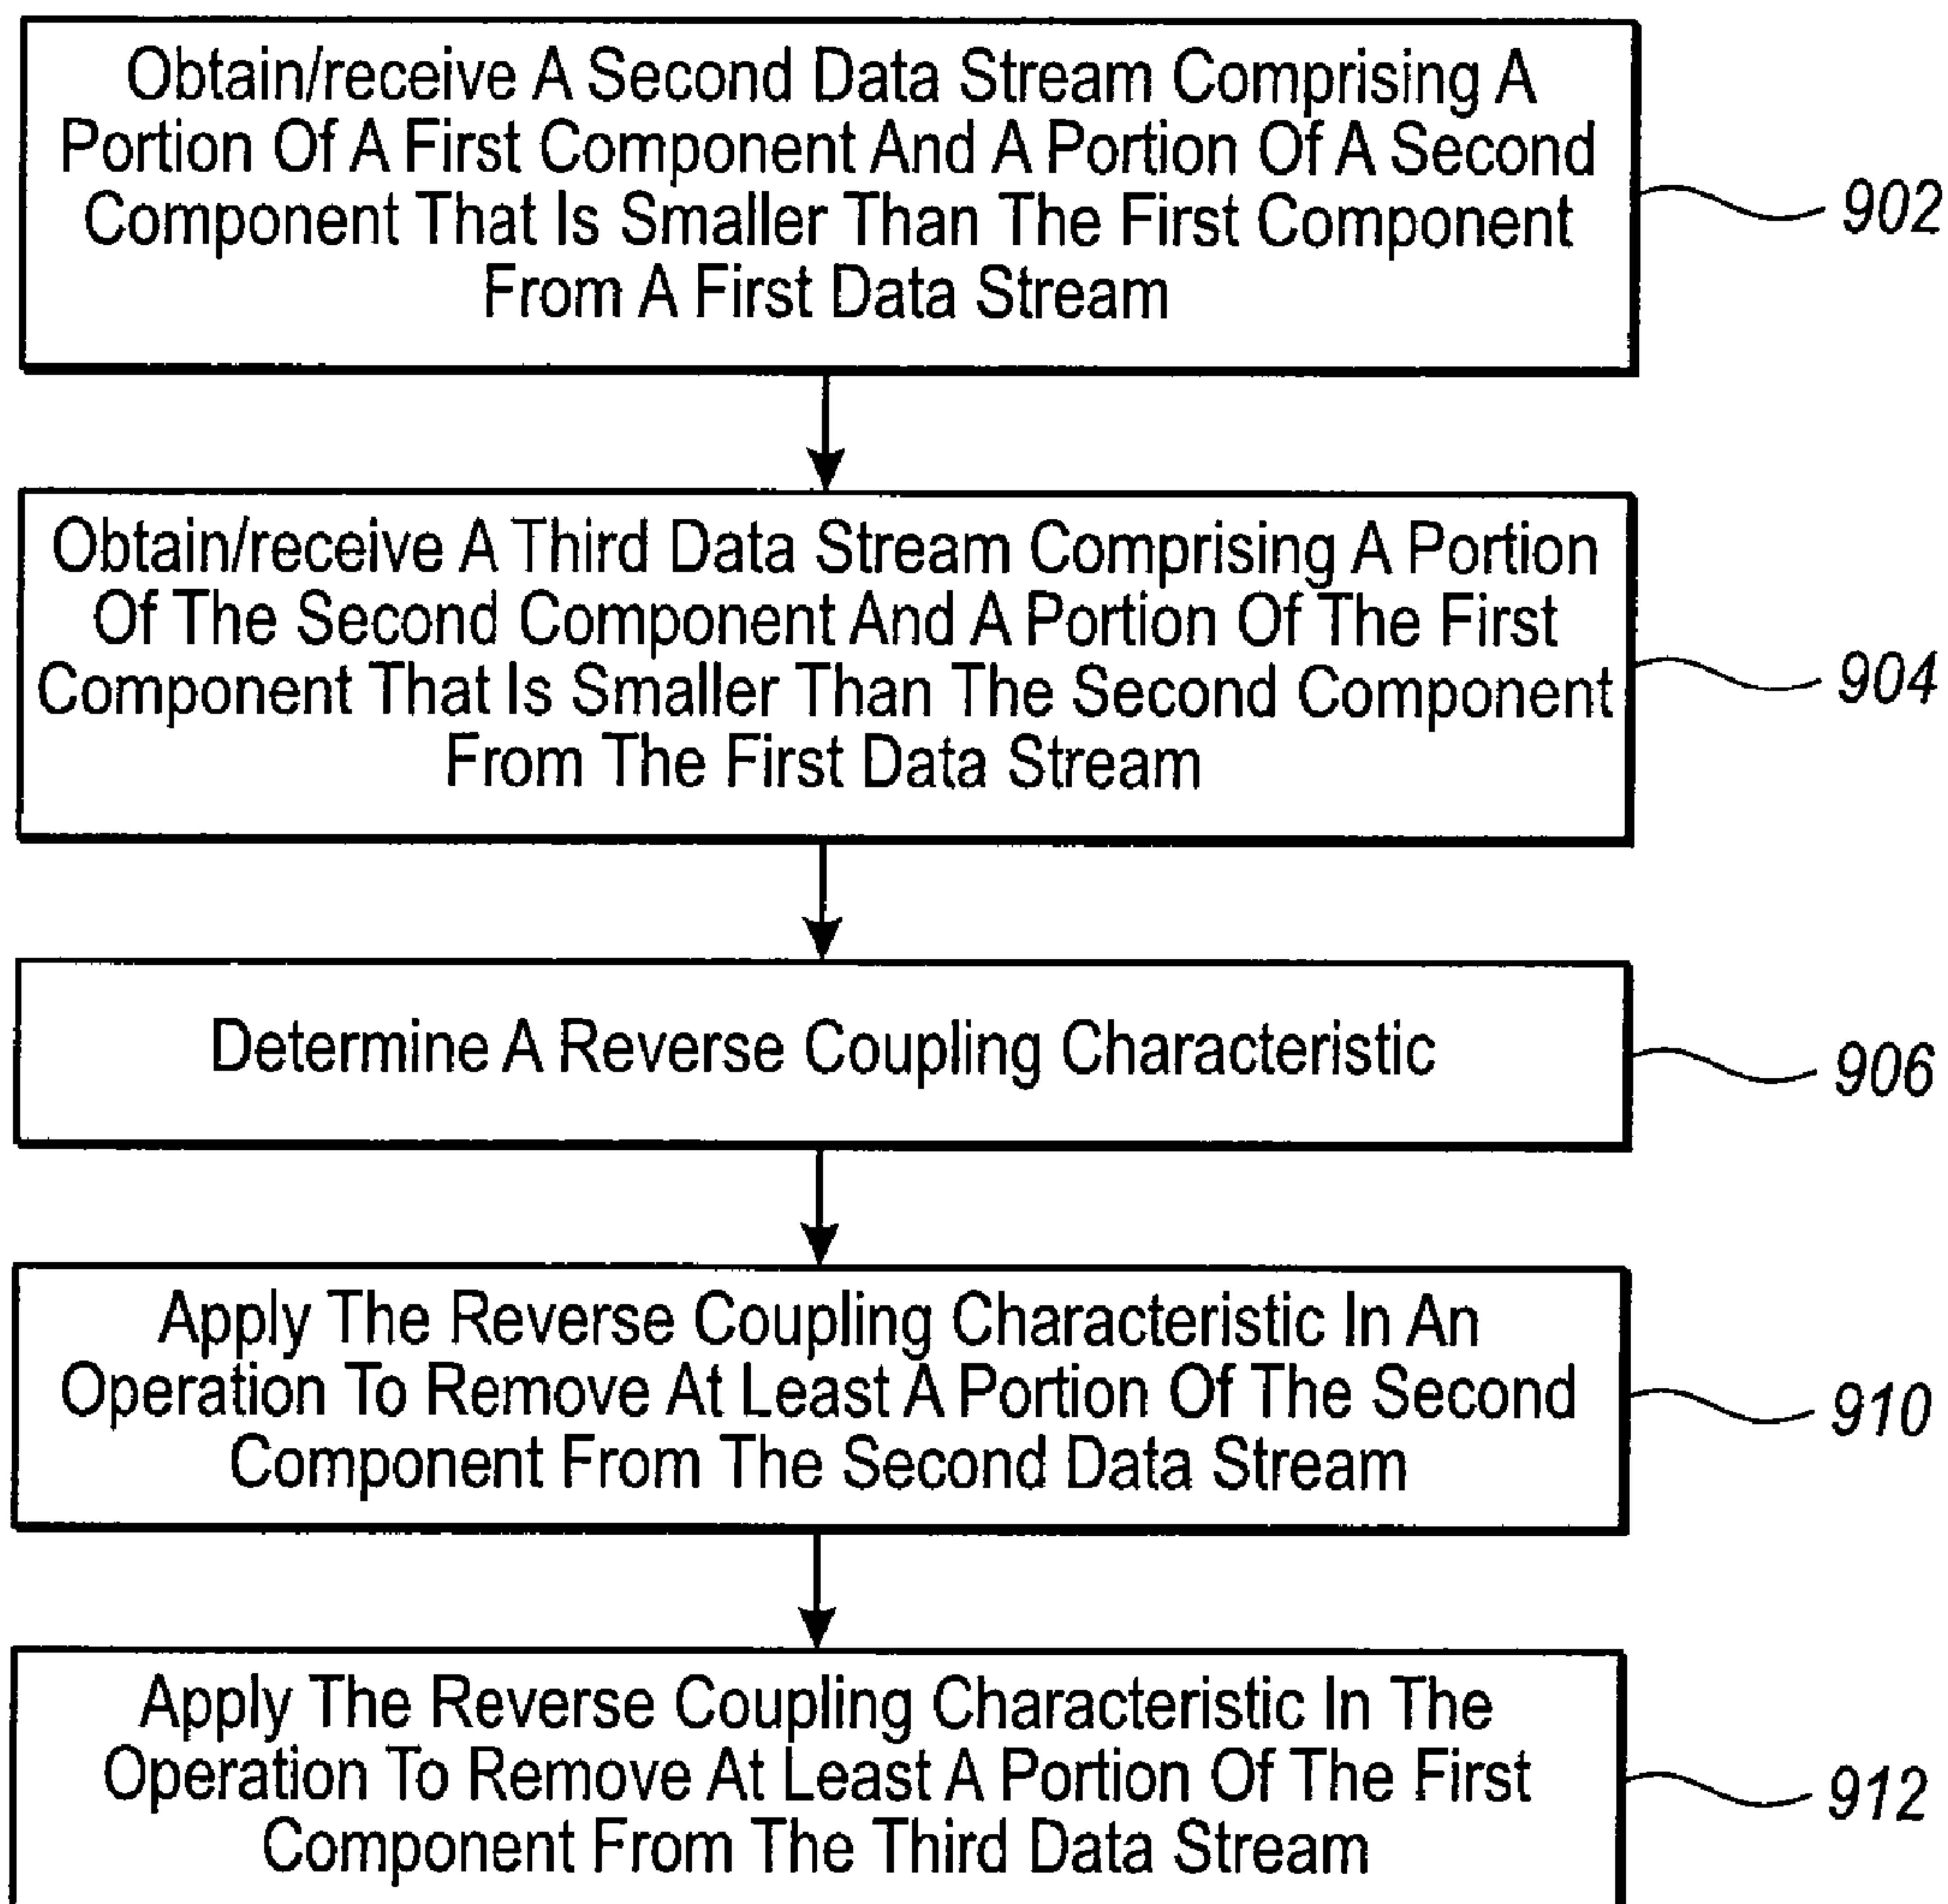 Obtain/receive A Second Data Stream Comprising A
Portion Of A First Component And A Portion Of A Second
Component That Is Smaller Than The First Component
From A First Data Stream
902
Obtain/receive A Third Data Stream Comprising A Portion
Of The Second Component And A Portion Of The First
Component That Is Smaller Than The Second Component
From The First Data Stream
904
Determine A Reverse Coupling Characteristic
906
Apply The Reverse Coupling Characteristic In An
Operation To Remove At Least A Portion Of The Second
Component From The Second Data Stream
910
Apply The Reverse Coupling Characteristic In The
Operation To Remove At Least A Portion Of The First
Component From The Third Data Stream
912